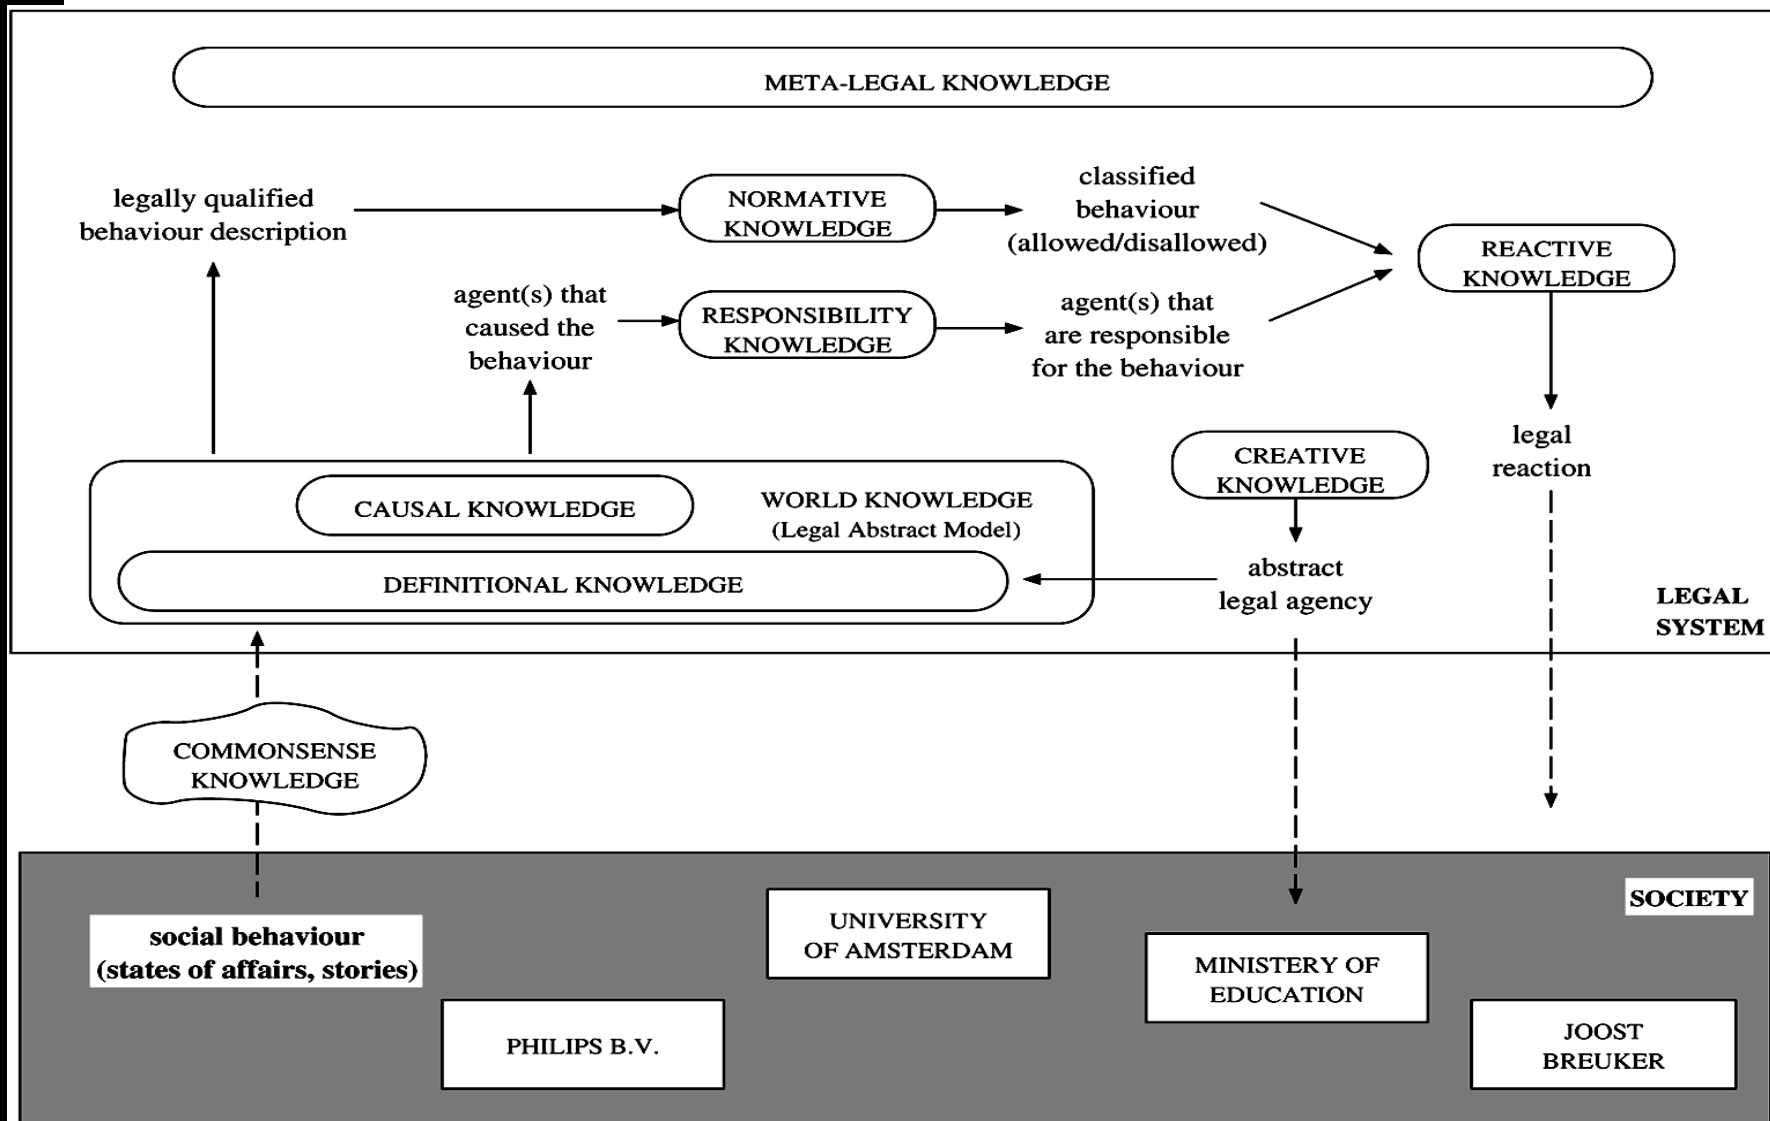 META-LEGAL KNOWLEDGE
legally qualified
behaviour description
NORMATIVE
KNOWLEDGE
classified
behaviour
(allowed/disallowed)
REACTIVE
KNOWLEDGE
agent(s) that
caused the
behaviour
RESPONSIBILITY
KNOWLEDGE
agent(s) that
are responsible
for the behaviour
legal
reaction
CREATIVE
KNOWLEDGE
CAUSAL KNOWLEDGE
WORLD KNOWLEDGE
(Legal Abstract Model)
DEFINITIONAL KNOWLEDGE
abstract
legal agency
LEGAL
SYSTEM
COMMONSENSE
KNOWLEDGE
SOCIETY
social behaviour
(states of affairs, stories)
UNIVERSITY
OF AMSTERDAM
MINISTERY OF
EDUCATION
PHILIPS B.V.
JOOST
BREUKER